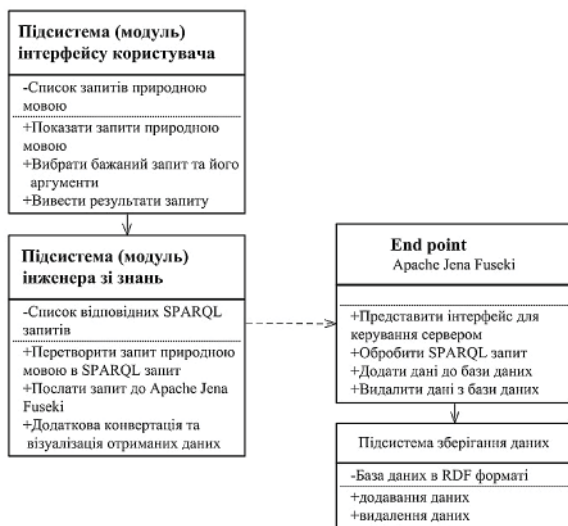 Підсистема (модуль)
інтерфейсу користувача
-Список запитів природною
мовою
+Показати запити природною
мовою
+Вибрати бажаний запит та його
аргументи
+Вивести результати запиту
Підсистема (модуль)
інженера зі знань
-Список відповідних SPARQL
запитів
+Перетворити запит природною
мовою в SPARQL запит
+Послати запит до Apache Jena
Fuseki
+Додаткова конвертація та
візуалізація отриманих даних
End point
Apache Jena Fuseki
+Представити інтерфейс для
керування сервером
+Обробити SPARQL запит
+Додати дані до бази даних
+Видалити дані з бази даних
Підсистема зберігання даних
-База даних в RDF форматі
+додавання даних
+видалення даних